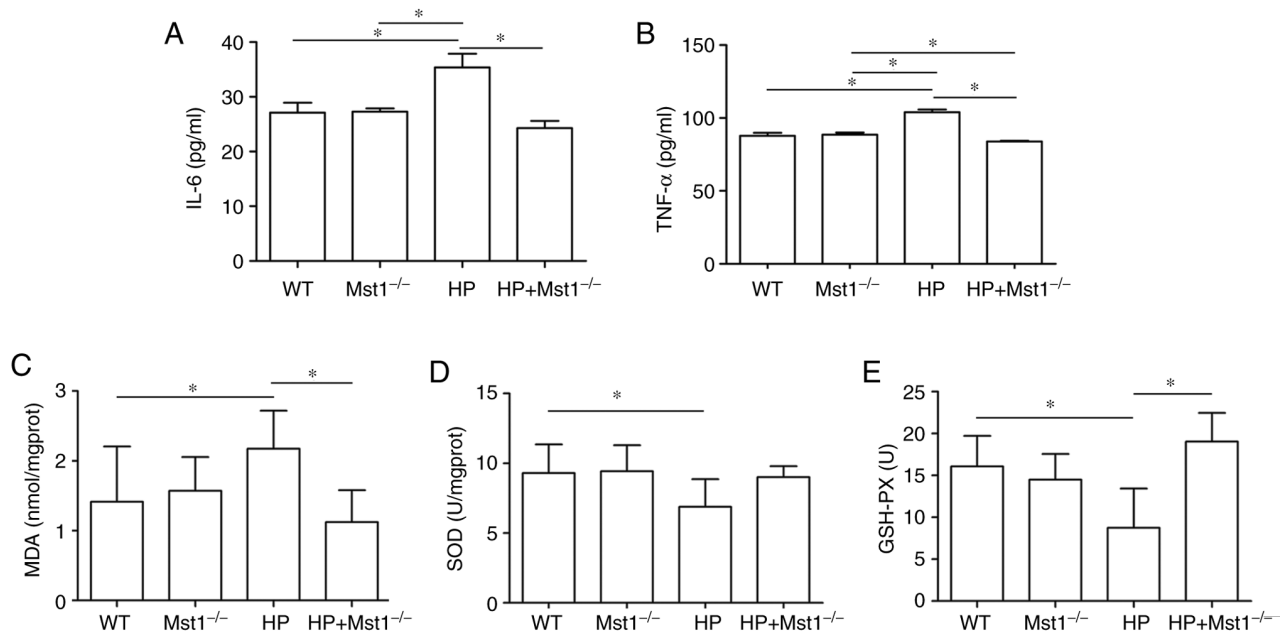 A
*
*
*
40
30
20
10
0
IL-6 (pg/ml)
WT
Mst1−/−
HP
HP+Mst1−/−
B
*
*
*
*
150
100
50
0
TNF-α (pg/ml)
WT
Mst1−/−
HP
HP+Mst1−/−
C
*
*
3
2
1
0
MDA (nmol/mgprot)
WT
Mst1−/−
HP
HP+Mst1−/−
D
*
15
10
5
0
SOD (U/mgprot)
WT
Mst1−/−
HP
HP+Mst1−/−
E
*
*
25
20
15
10
5
0
GSH-PX (U)
WT
Mst1−/−
HP
HP+Mst1−/−